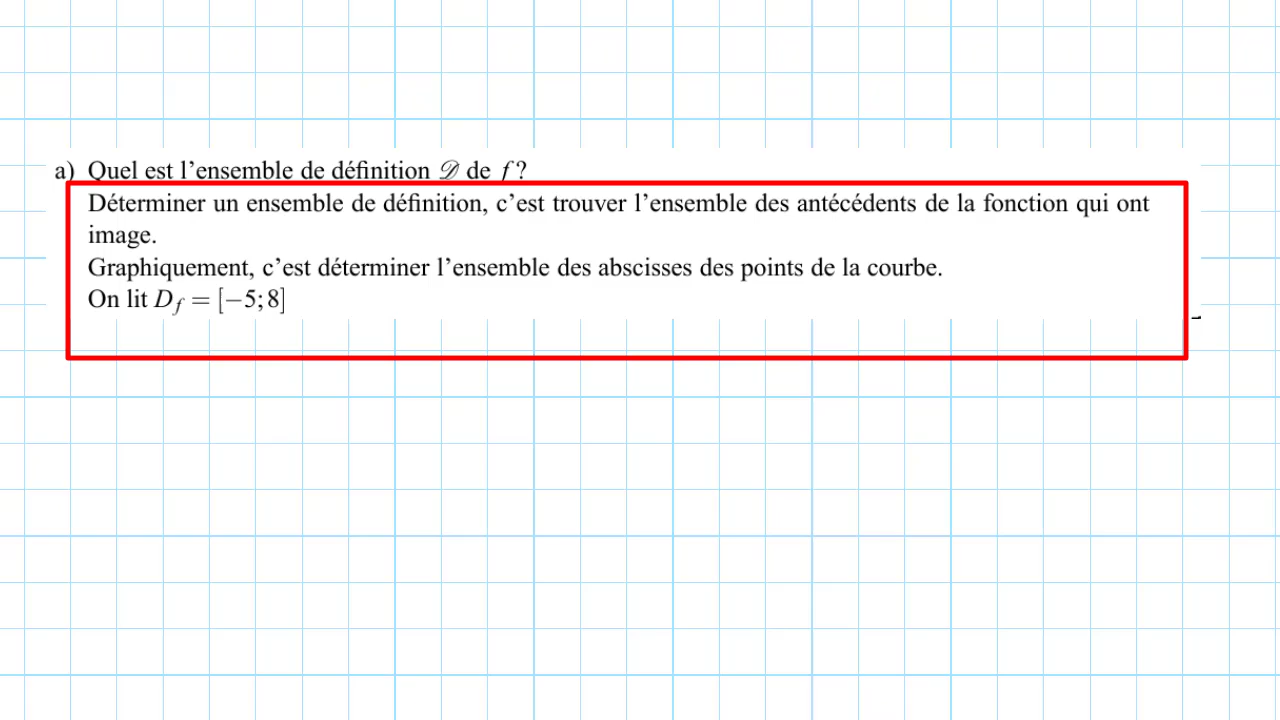 a) Quel est l’ensemble de définition 𝒟 de f ?
Déterminer un ensemble de définition, c’est trouver l’ensemble des antécédents de la fonction qui ont
image.
Graphiquement, c’est déterminer l’ensemble des abscisses des points de la courbe.
On lit D_f = [−5; 8]